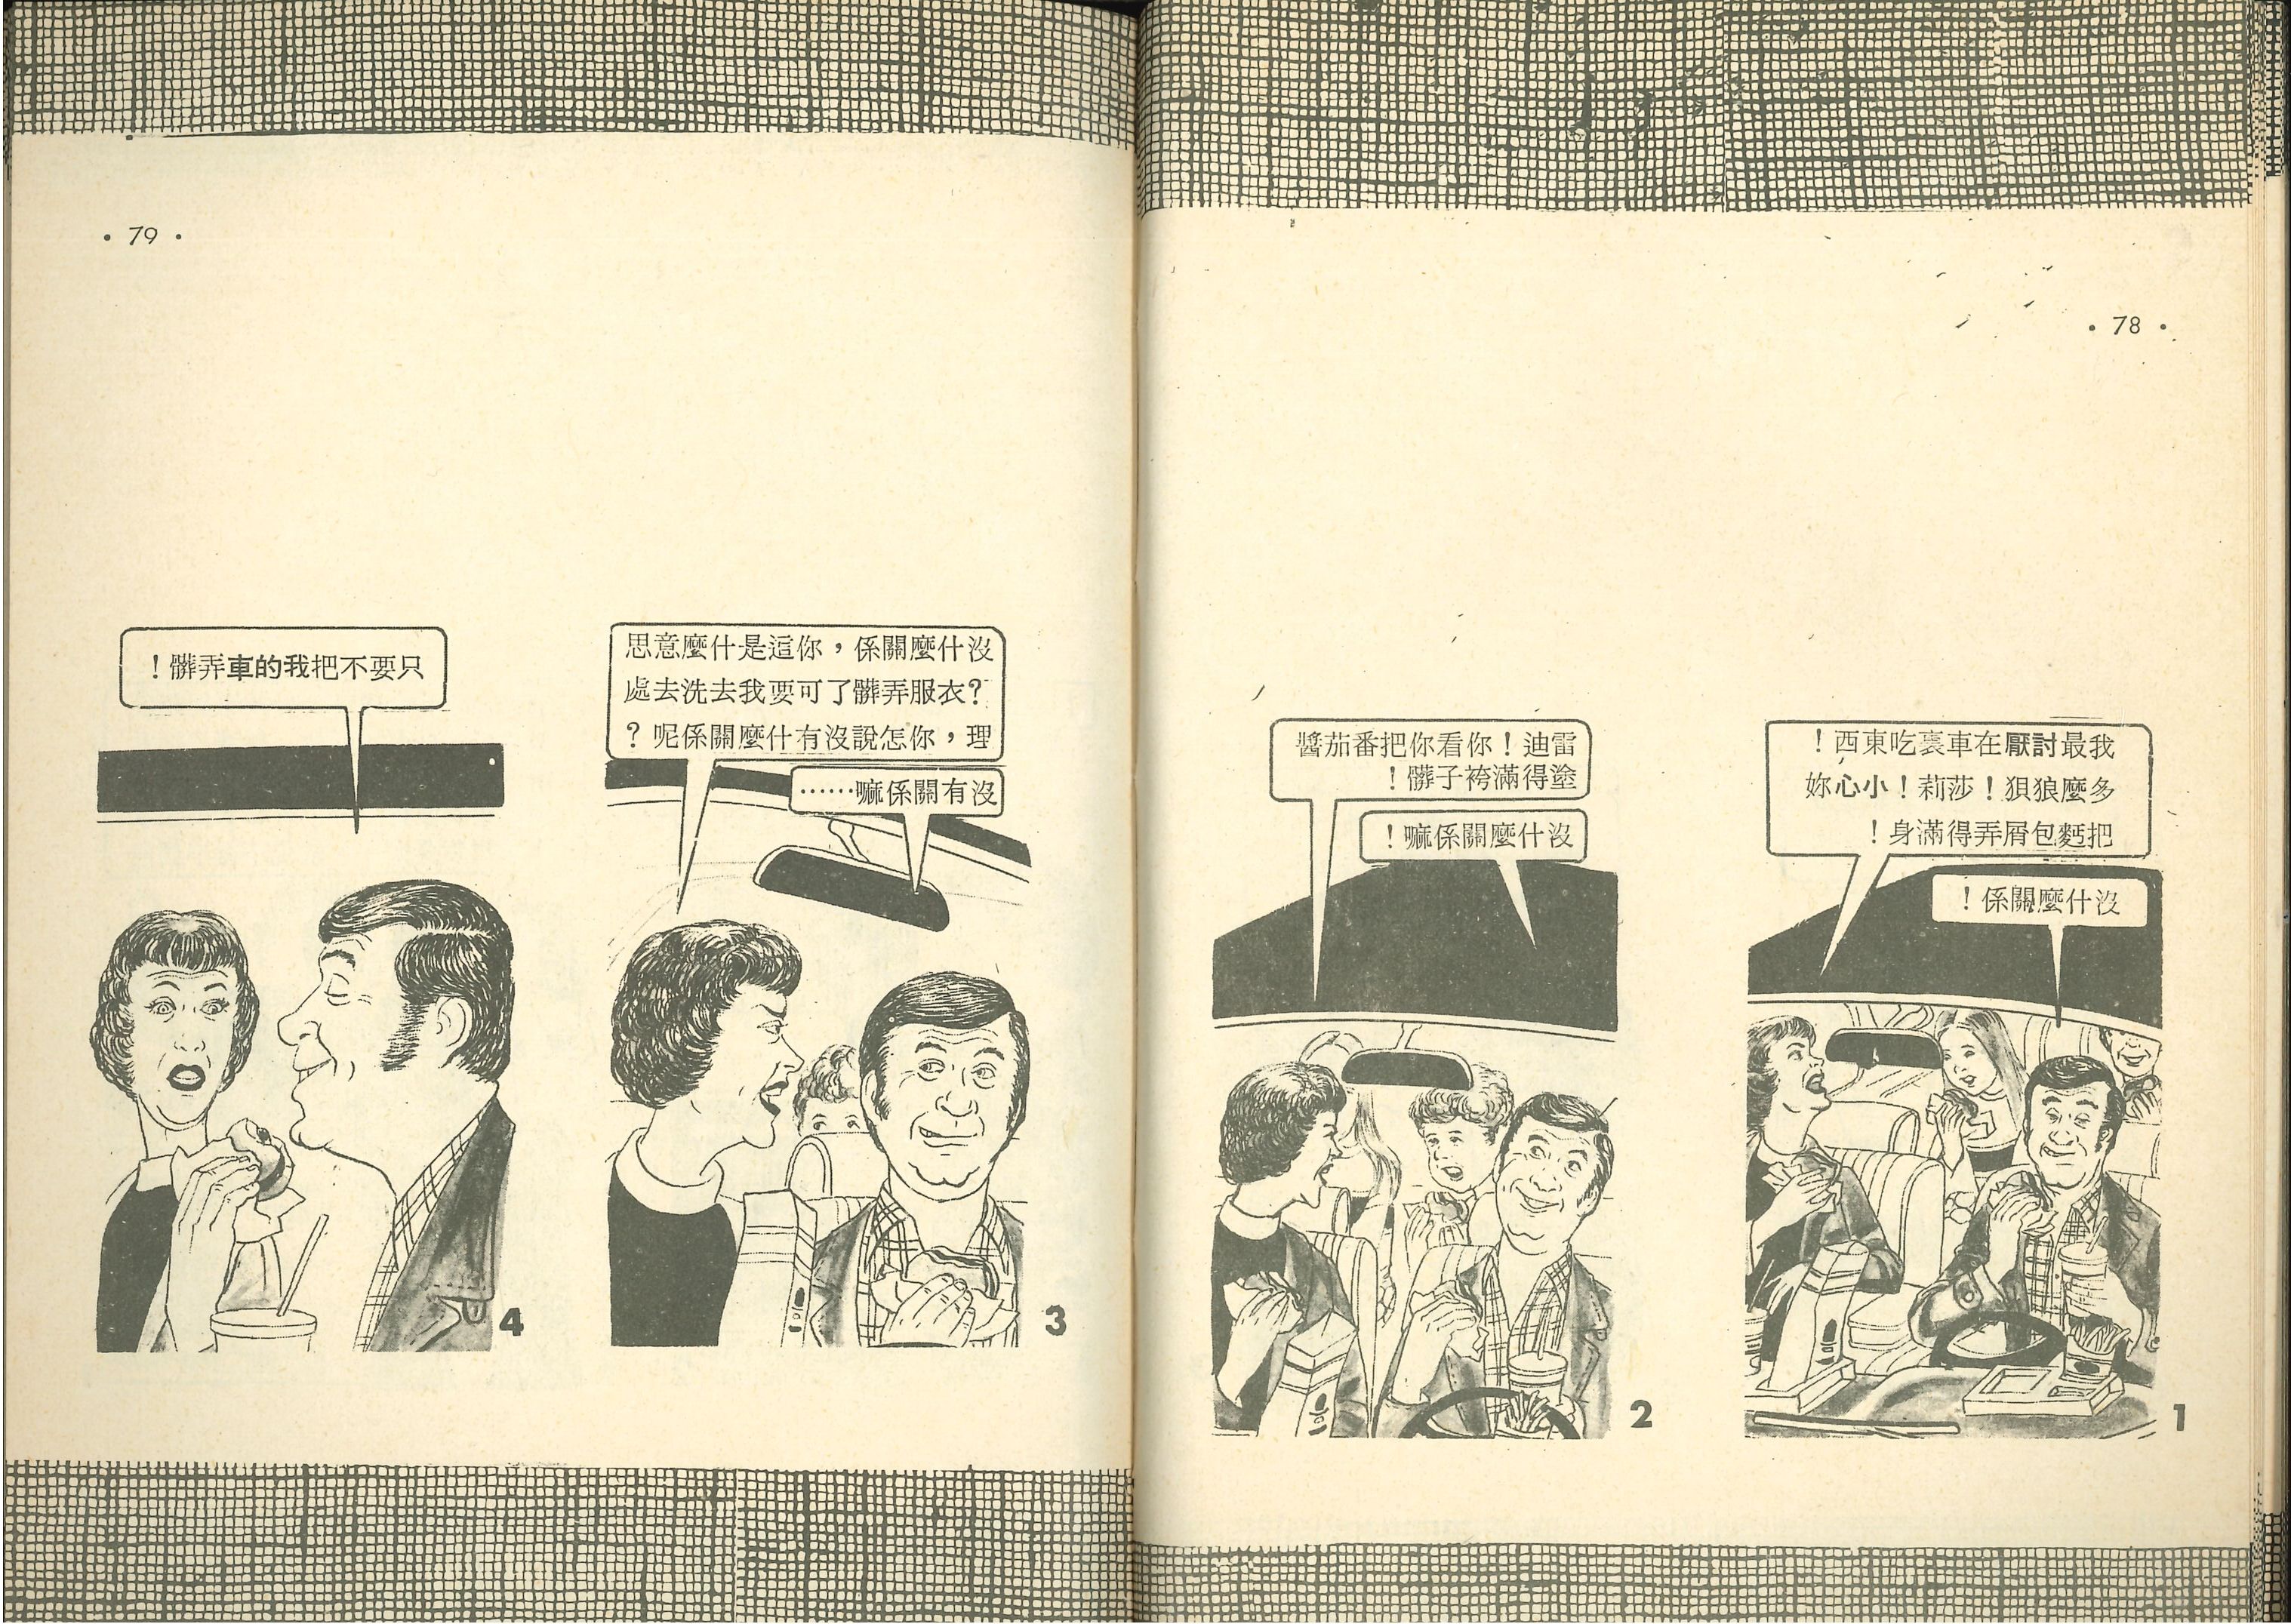 • 78 •
我最討厭在車裏吃東西！
多麼狼狽！莎莉！小心妳
把麪包屑弄得滿身！
沒什麼關係！
1
雷迪！你看你把番茄醬
塗得滿袴子髒！
沒什麼關係嘛！
2
• 79 •
沒什麼關係，你這是什麼意思
？衣服弄髒了可要我去洗去處
理，你怎說沒有什麼關係呢？
沒有關係嘛……
3
只要不把我的車弄髒！
4